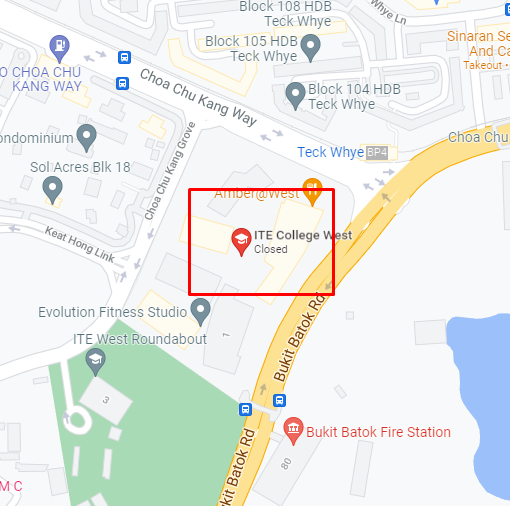 Block 108 HDB
Teck Whye
Whye Ln
Block 105 HDB
Teck Whye
Sinaran Se
And Ca
Takeout •
O CHOA CHU
KANG WAY
Choa Chu Kang Way
Block 104 HDB
Teck Whye
ondominium
Teck Whye BP4
Choa Chu
Sol Acres Blk 18
Choa Chu Kang Grove
Amber@West
Keat Hong Link
ITE College West
Closed
Evolution Fitness Studio
Bukit Batok Rd
ITE West Roundabout
7
3
Bukit Batok Fire Station
ukit Batok Rd
80
M C